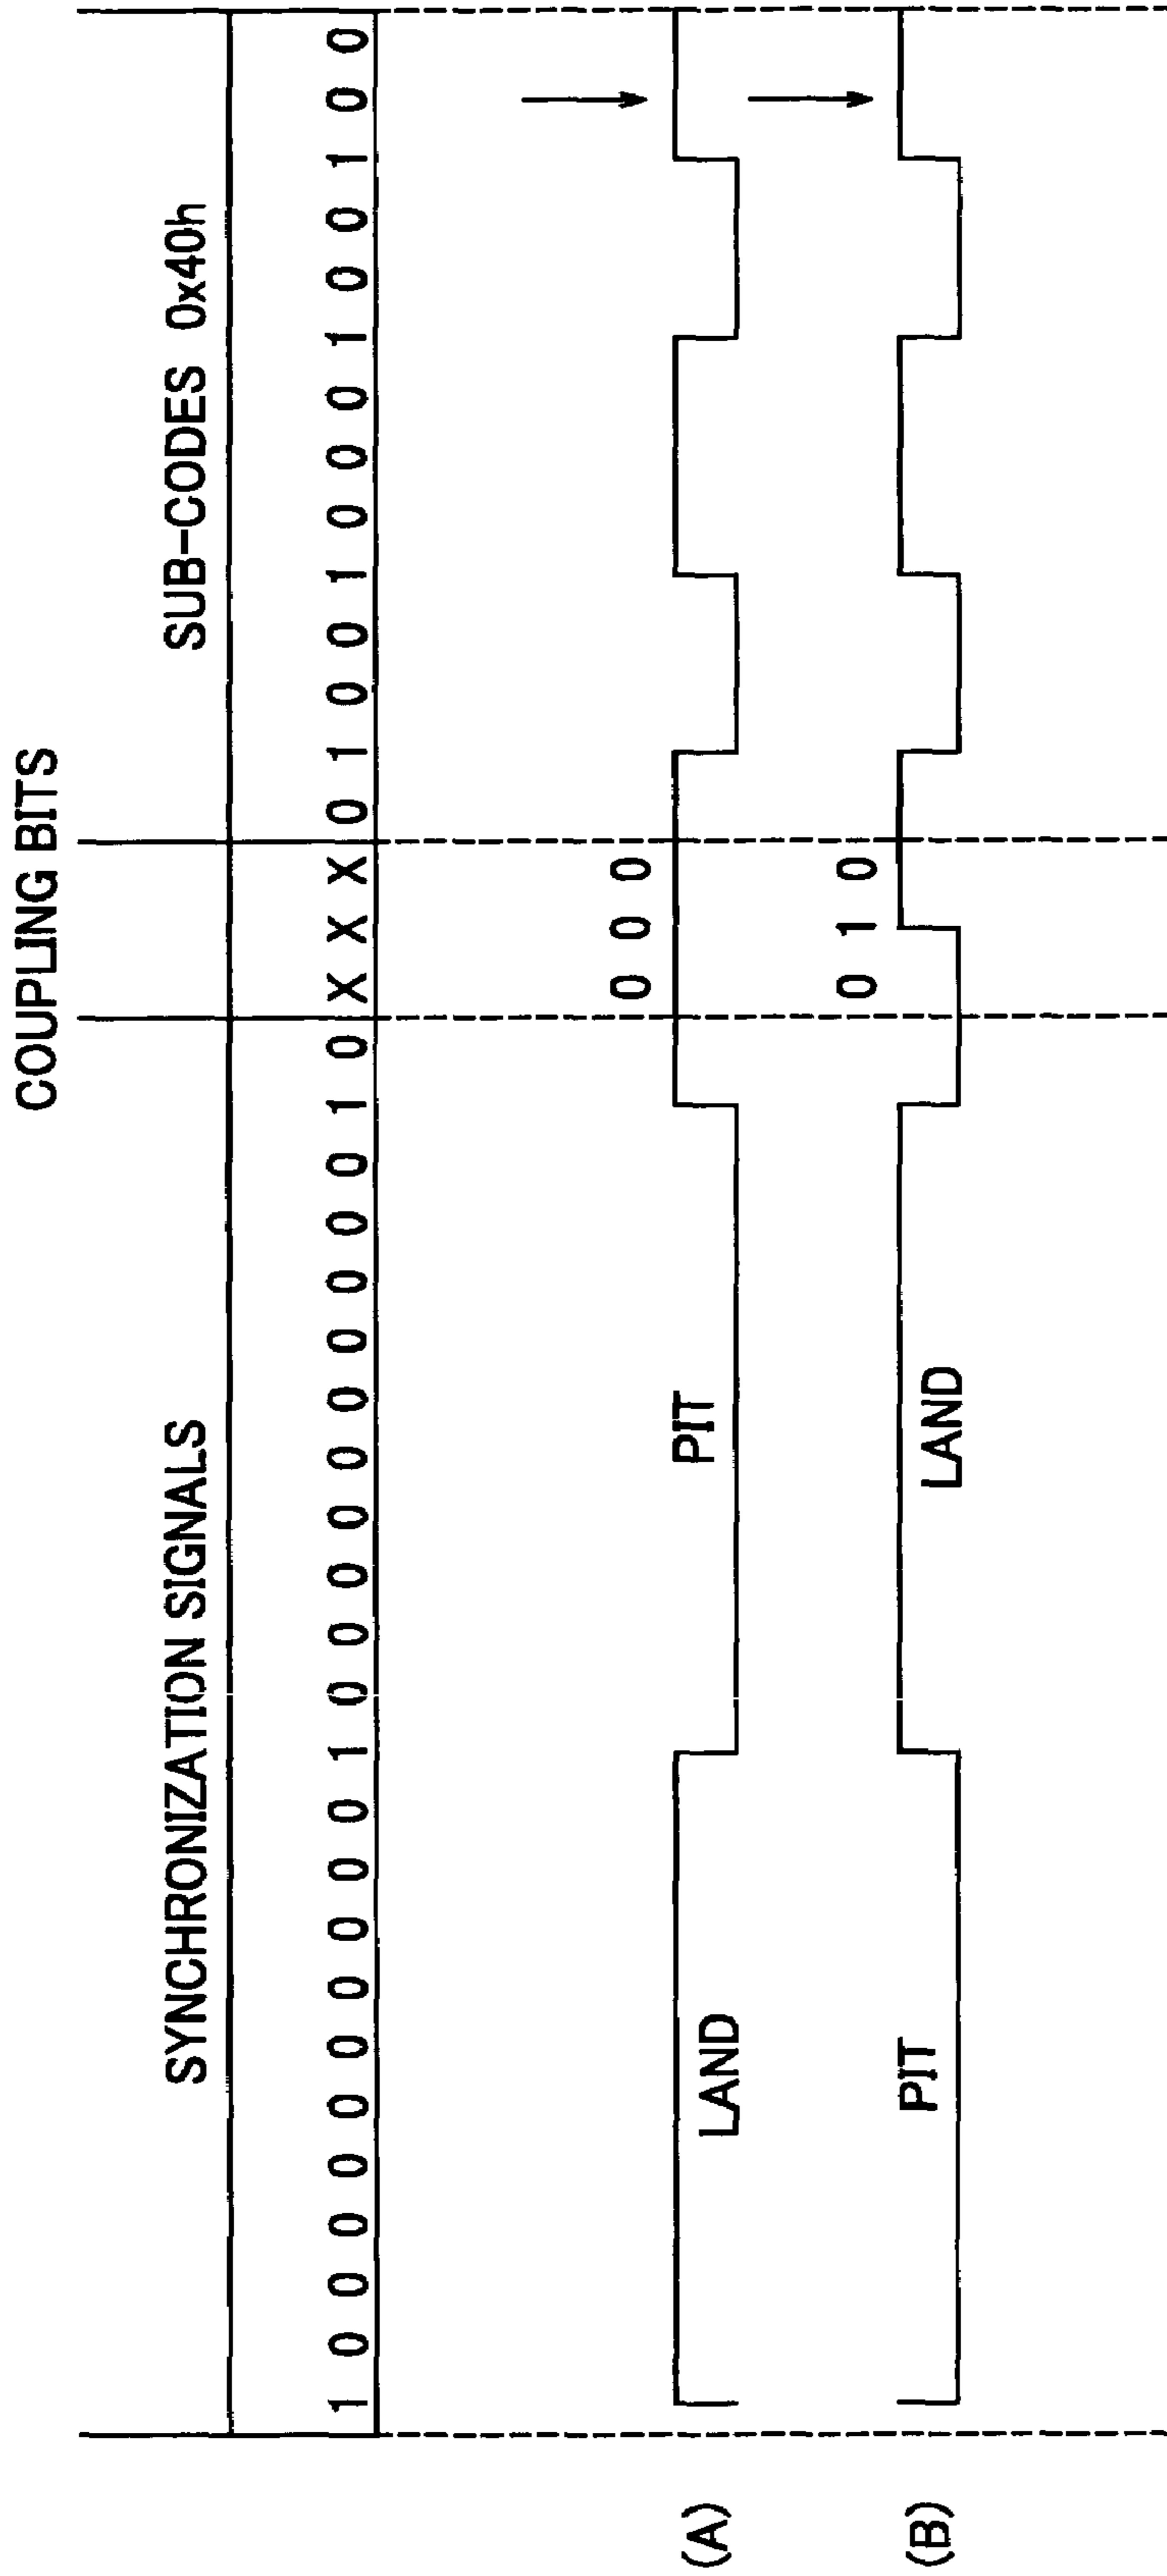 COUPLING BITS
SYNCHRONIZATION SIGNALS SUB-CODES 0x40h
1 0 0 0 0 0 0 0 0 0 0 1 0 0 0 0 0 0 0 0 0 0 1 0 X X X 0 1 0 0 1 0 0 0 1 0 0 1 0 0
0 0 0
(A) LAND PIT
0 1 0
(B) PIT LAND